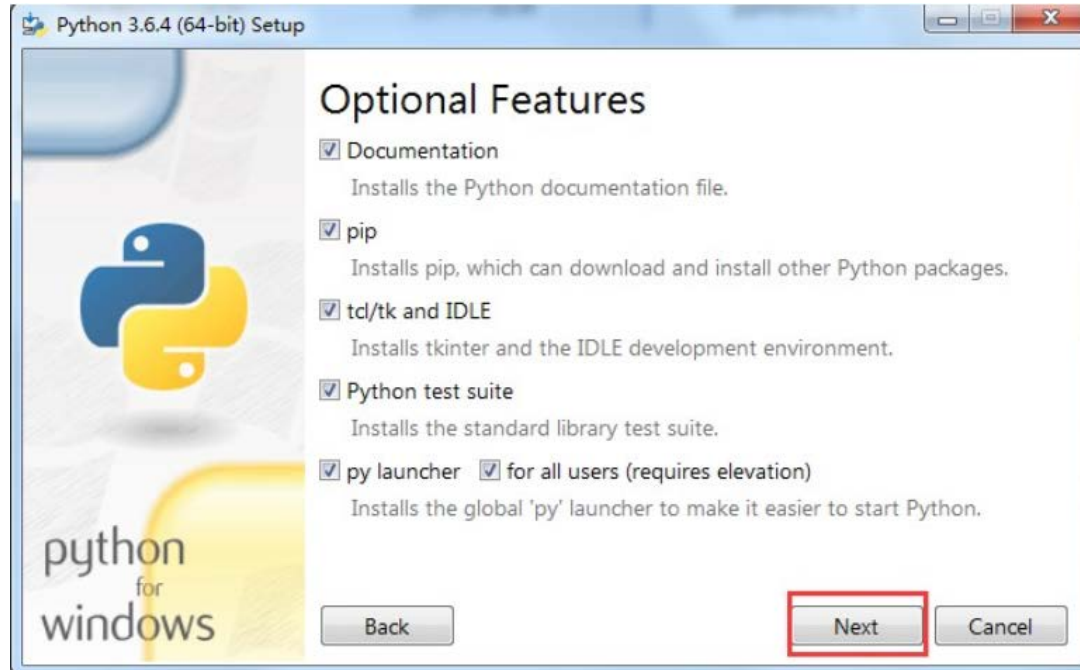 Python 3.6.4 (64-bit) Setup
Optional Features
Documentation
Installs the Python documentation file.
pip
Installs pip, which can download and install other Python packages.
tcl/tk and IDLE
Installs tkinter and the IDLE development environment.
Python test suite
Installs the standard library test suite.
py launcher for all users (requires elevation)
Installs the global 'py' launcher to make it easier to start Python.
python
for
windows
Back Next Cancel